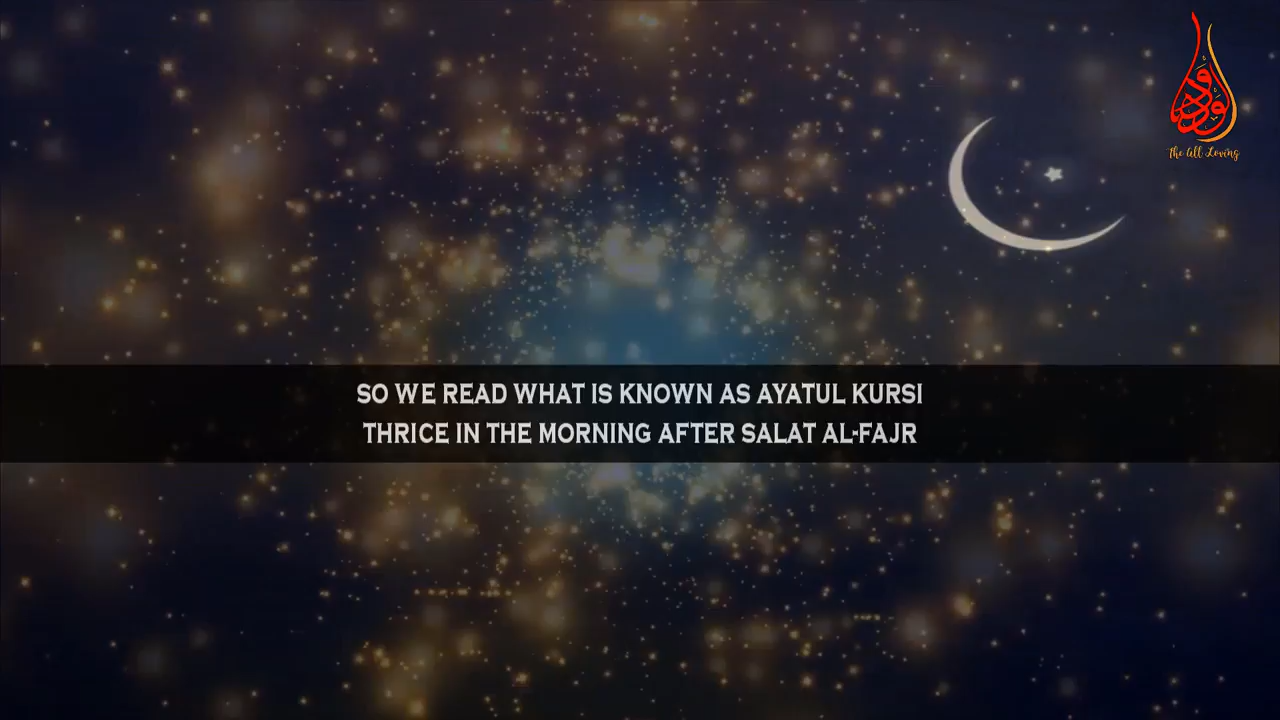 الودود
The All Loving
SO WE READ WHAT IS KNOWN AS AYATUL KURSI
THRICE IN THE MORNING AFTER SALAT AL-FAJR